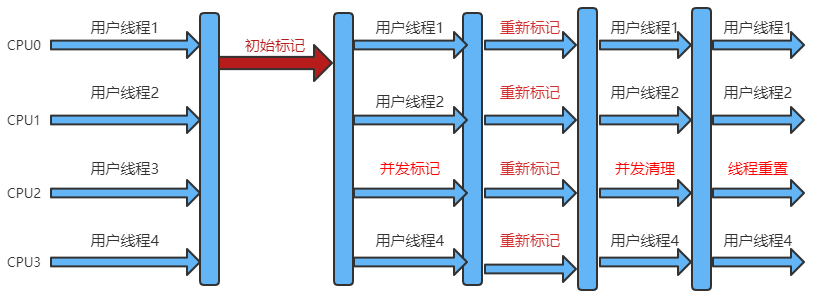 CPU0 用户线程1 初始标记 用户线程1 重新标记 用户线程1 用户线程1
CPU1 用户线程2 用户线程2 重新标记 用户线程2 用户线程2
CPU2 用户线程3 并发标记 重新标记 并发清理 线程重置
CPU3 用户线程4 用户线程4 重新标记 用户线程4 用户线程4